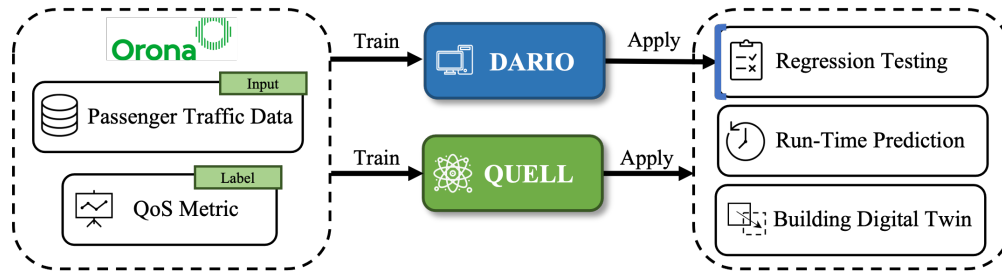 Orona
Input
Passenger Traffic Data
Label
QoS Metric
Train
DARIO
Apply
Train
QUELL
Apply
Regression Testing
Run-Time Prediction
Building Digital Twin